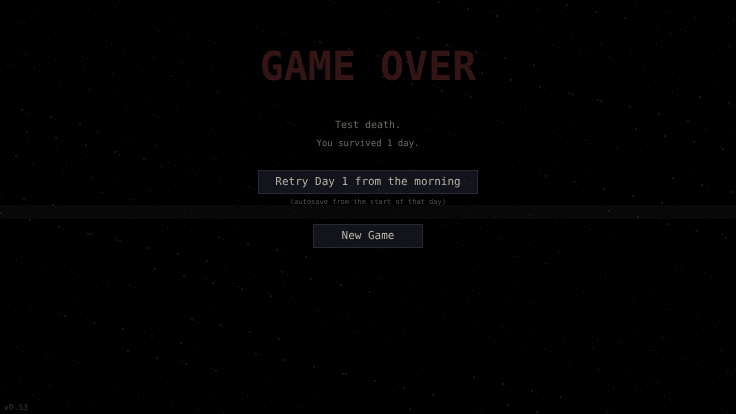 GAME OVER
Test death.
You survived 1 day.
Retry Day 1 from the morning
(autosave from the start of that day)
New Game
v0.53